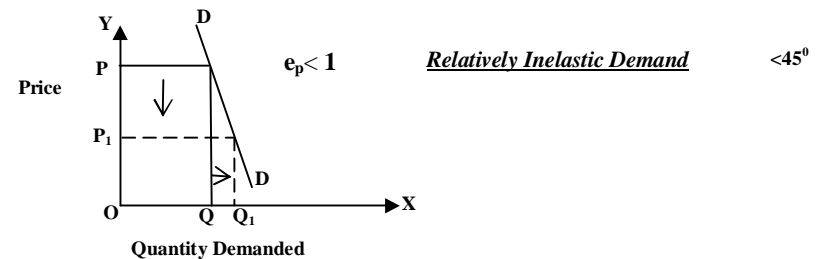 Y D
P eₚ< 1 Relatively Inelastic Demand <45⁰
Price
P₁
D
O Q Q₁ X
Quantity Demanded